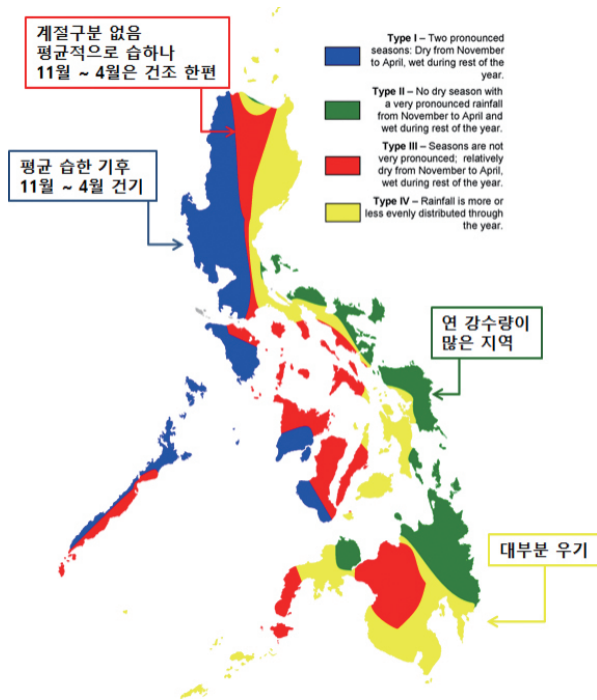 계절구분 없음
평균적으로 습하나
11월 ~ 4월은 건조 한편
Type I – Two pronounced
seasons: Dry from November
to April, wet during rest of the
year.
Type II – No dry season with
a very pronounced rainfall
from November to April and
wet during rest of the year.
Type III – Seasons are not
very pronounced; relatively
dry from November to April,
wet during rest of the year.
Type IV – Rainfall is more or
less evenly distributed through
the year.
평균 습한 기후
11월 ~ 4월 건기
연 강수량이
많은 지역
대부분 우기